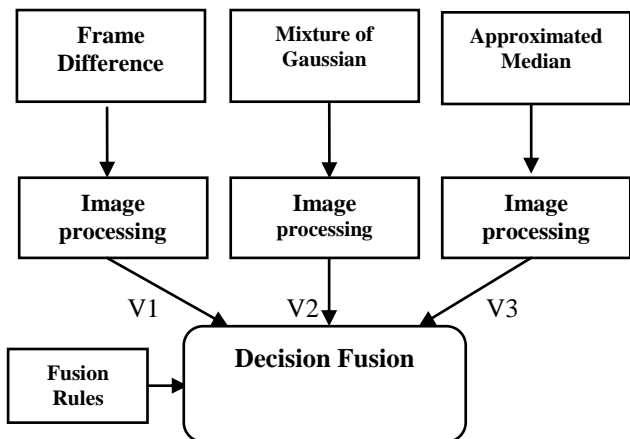 Frame
Difference
Mixture of
Gaussian
Approximated
Median
Image
processing
Image
processing
Image
processing
V1
V2
V3
Decision Fusion
Fusion
Rules